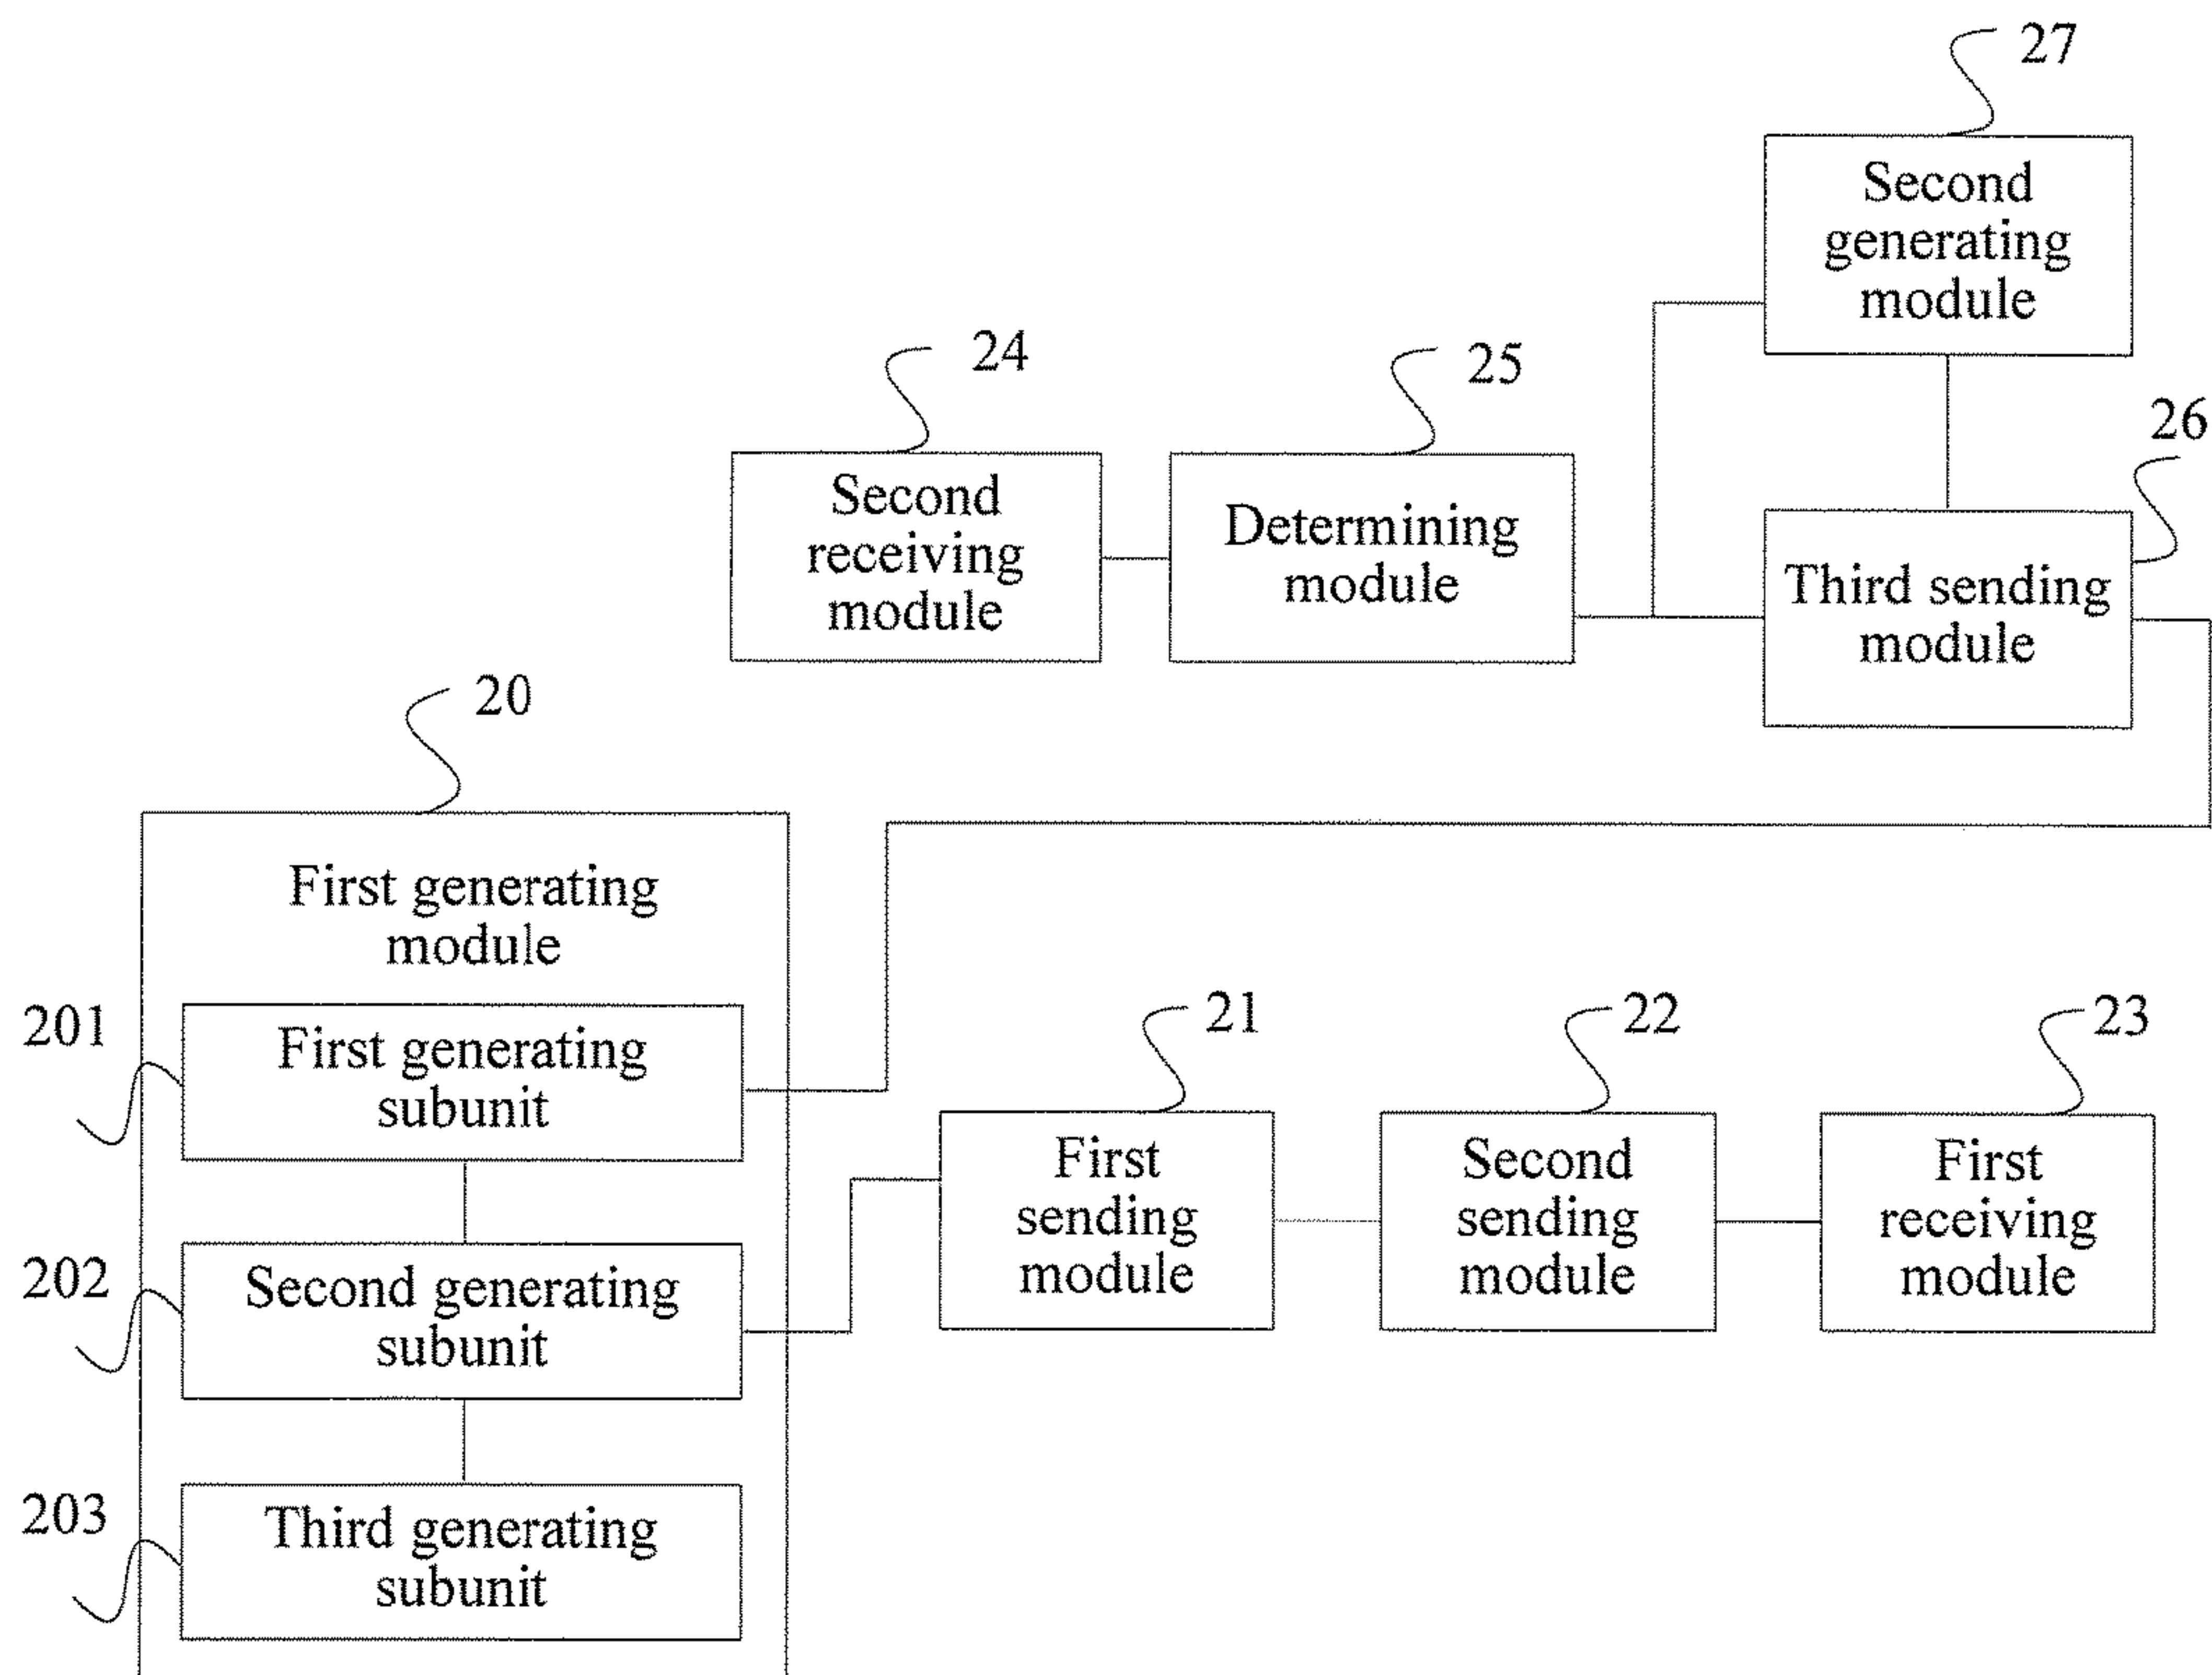 27
Second
generating
module
24
25
26
Second
receiving
module
Determining
module
Third sending
module
20
First generating
module
201
First generating
subunit
202
Second generating
subunit
203
Third generating
subunit
21
First
sending
module
22
Second
sending
module
23
First
receiving
module